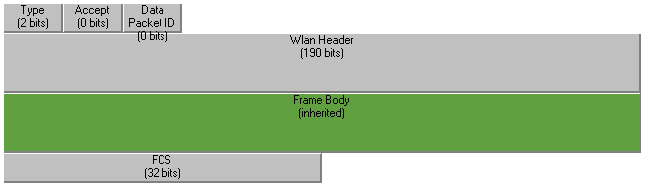 Type
(2 bits)
Accept
(0 bits)
Data
Packet ID
(0 bits)
Wlan Header
(190 bits)
Frame Body
(inherited)
FCS
(32 bits)